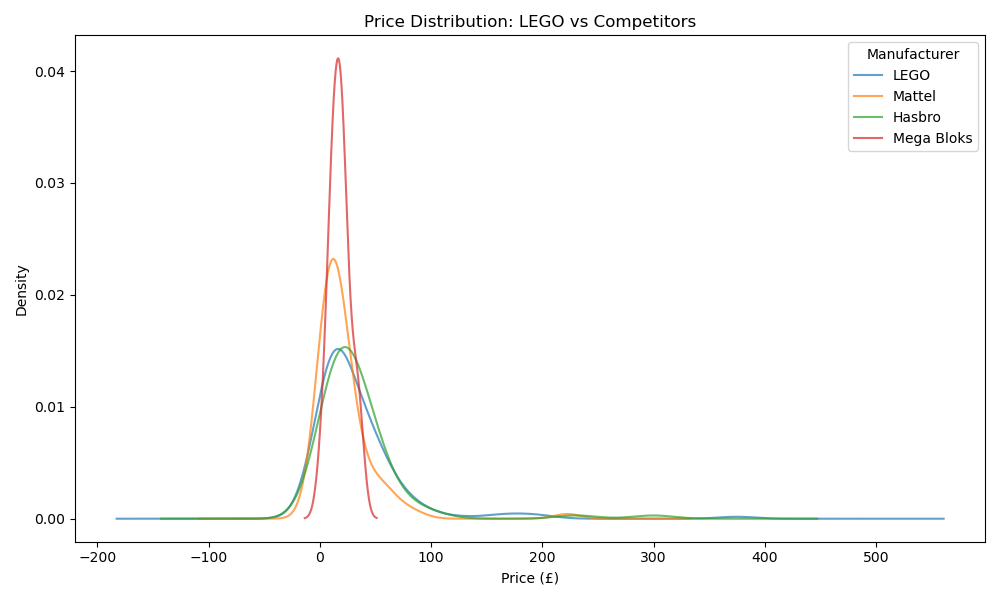 Price Distribution: LEGO vs Competitors
Manufacturer
LEGO
Mattel
Hasbro
Mega Bloks
Density
0.04
0.03
0.02
0.01
0.00
−200 −100 0 100 200 300 400 500
Price (£)